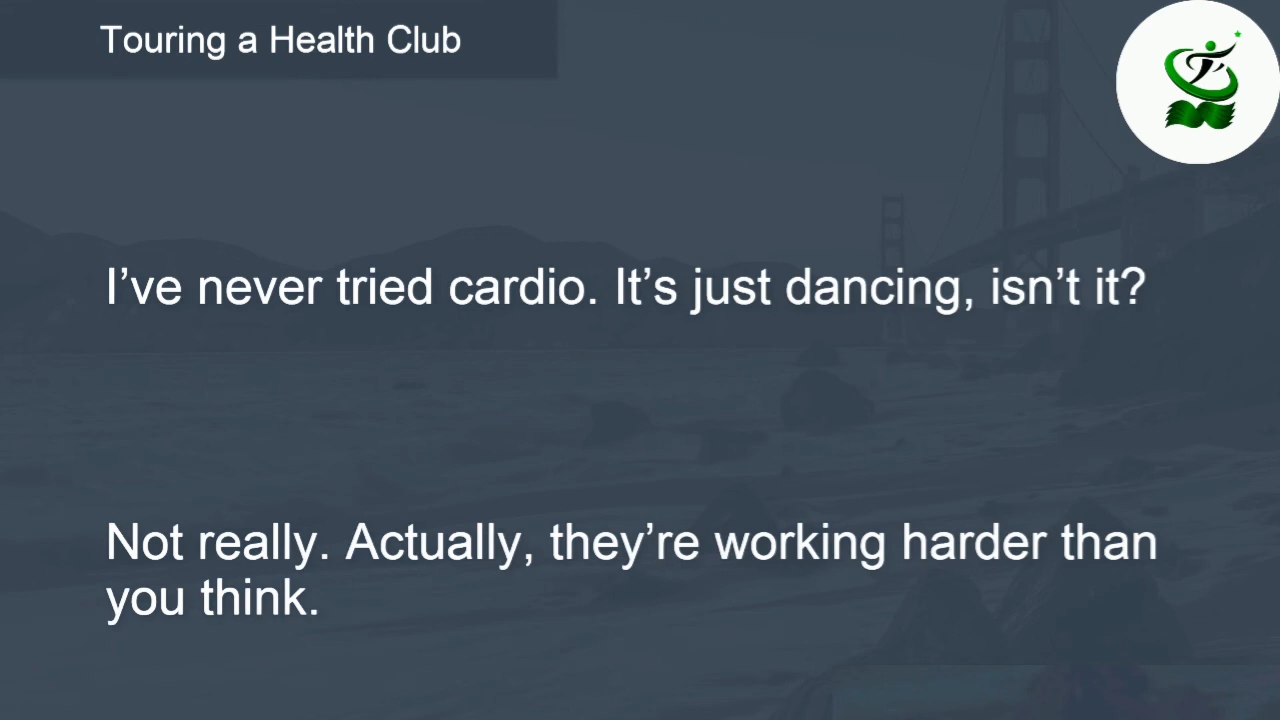 Touring a Health Club
I’ve never tried cardio. It’s just dancing, isn’t it?
Not really. Actually, they’re working harder than
you think.